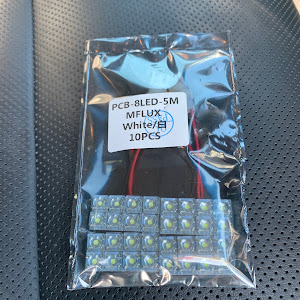 PCB-8LED-5M
MFLUX
White/白
10PCS